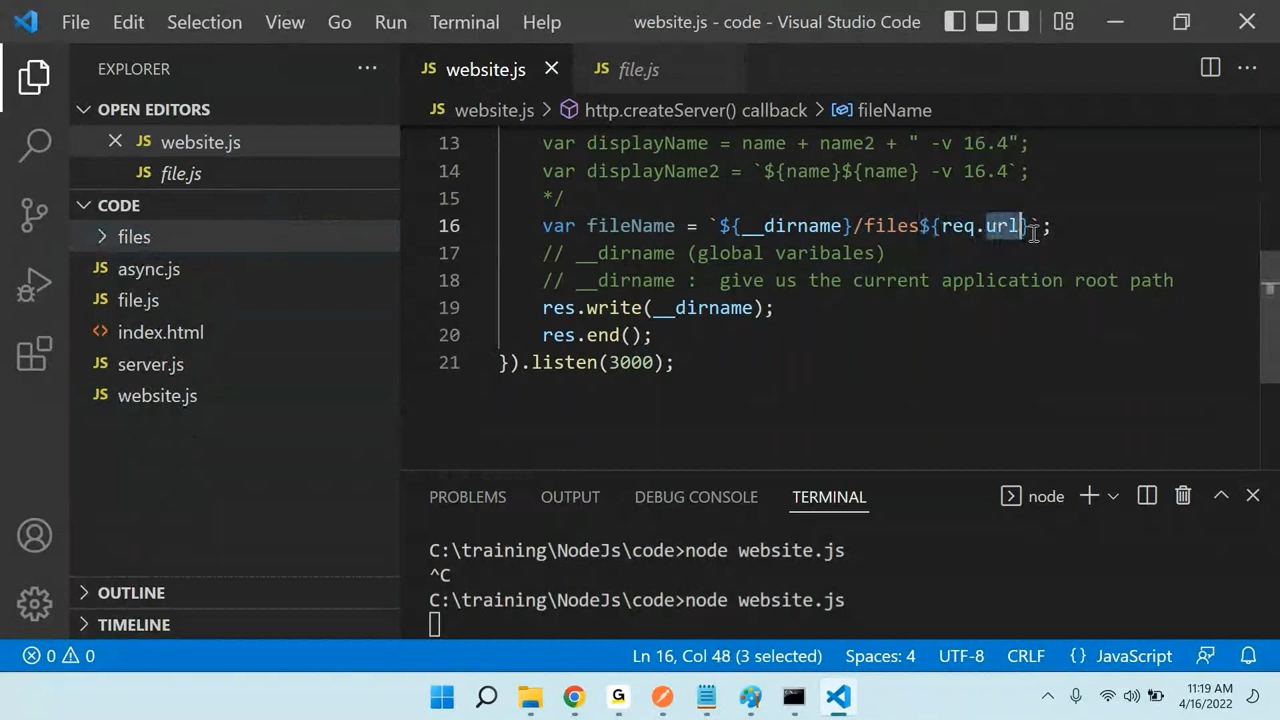 File Edit Selection View Go Run Terminal Help website.js - code - Visual Studio Code
EXPLORER
OPEN EDITORS
JS website.js
JS file.js
CODE
files
JS async.js
JS file.js
<> index.html
JS server.js
JS website.js
OUTLINE
TIMELINE
JS website.js JS file.js
JS website.js > http.createServer() callback > fileName
13 var displayName = name + name2 + " -v 16.4";
14 var displayName2 = `${name}${name} -v 16.4`;
15 */
16 var fileName = `${__dirname}/files${req.url}`;
17 // __dirname (global varibales)
18 // __dirname :  give us the current application root path
19 res.write(__dirname);
20 res.end();
21 }).listen(3000);
PROBLEMS OUTPUT DEBUG CONSOLE TERMINAL node
C:\training\NodeJs\code>node website.js
^C
C:\training\NodeJs\code>node website.js
0 0 Ln 16, Col 48 (3 selected) Spaces: 4 UTF-8 CRLF {} JavaScript
G
11:19 AM
4/16/2022